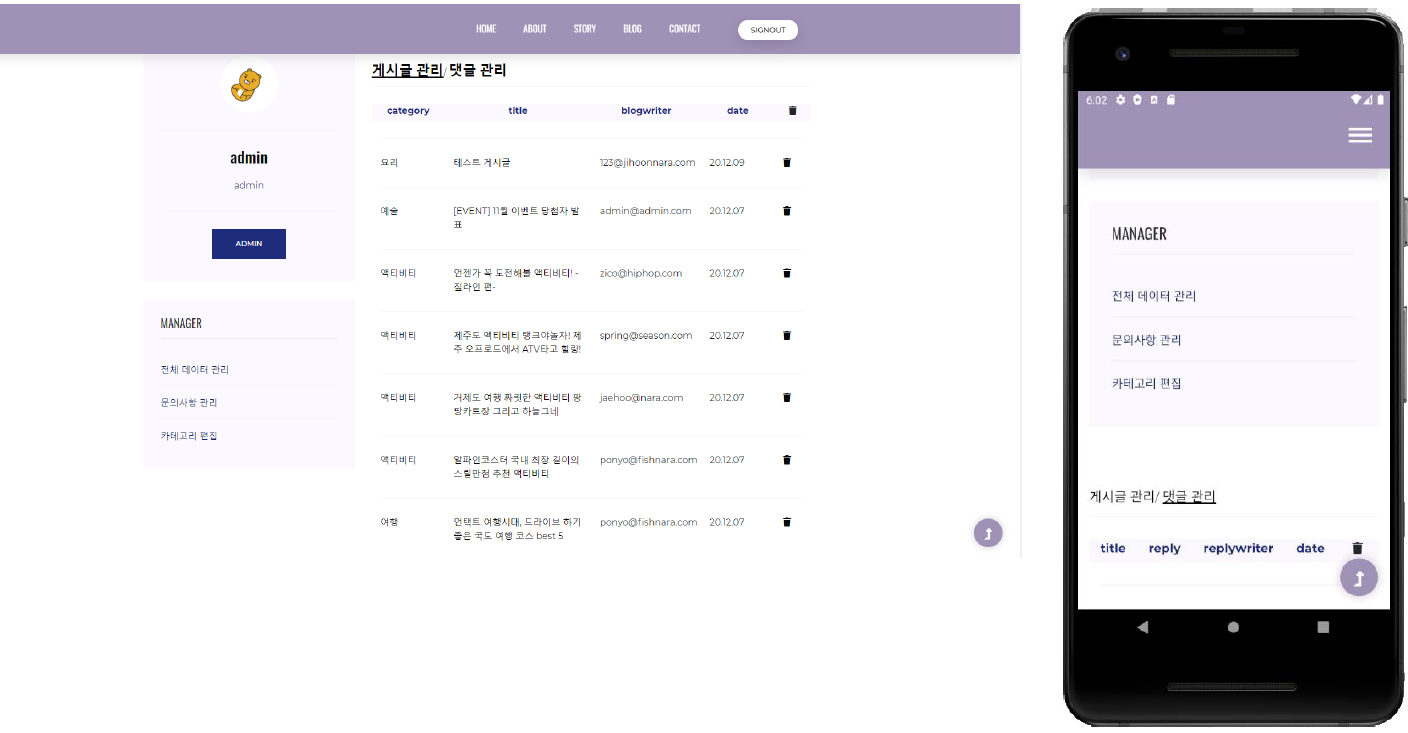 HOME ABOUT STORY BLOG CONTACT SIGNOUT
admin
admin
ADMIN
MANAGER
전체 데이터 관리
문의사항 관리
카테고리 편집
게시글 관리/ 댓글 관리
category title blogwriter date
요리 테스트 게시글 123@jihoonnara.com 20.12.09
예술 [EVENT] 11월 이벤트 당첨자 발 admin@admin.com 20.12.07
표
액티비티 언젠가 꼭 도전해볼 액티비티! - zico@hiphop.com 20.12.07
짚라인 편-
액티비티 제주도 액티비티 탱크야놀자! 제 spring@season.com 20.12.07
주 오프로드에서 ATV타고 힐링!
액티비티 거제도 여행 짜릿한 액티비티 팡 jaehoo@nara.com 20.12.07
팡카트장 그리고 하늘그네
액티비티 알파인코스터 국내 최장 길이의 ponyo@fishnara.com 20.12.07
스릴만점 추천 액티비티
여행 언택트 여행시대, 드라이브 하기 ponyo@fishnara.com 20.12.07
좋은 국도 여행 코스 best 5
6:02
MANAGER
전체 데이터 관리
문의사항 관리
카테고리 편집
게시글 관리/ 댓글 관리
title reply replywriter date